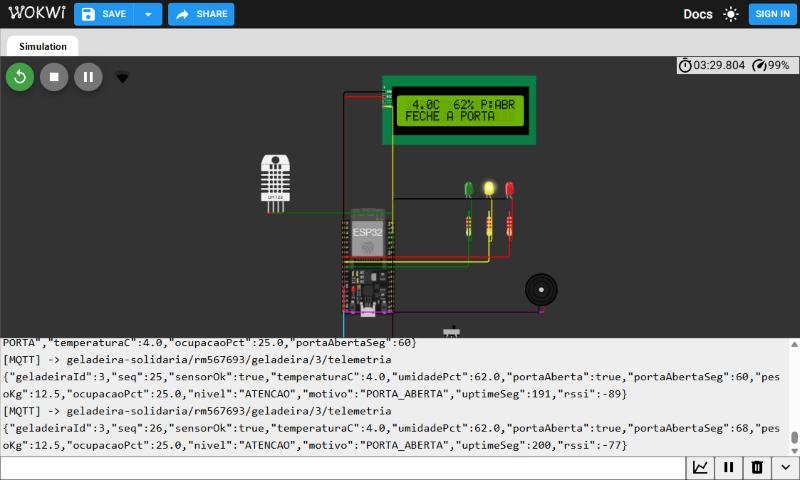 WOKWI
SAVE
SHARE
Docs
SIGN IN
Simulation
03:29.804
99%
4.0C 62% P:ABR
FECHE A PORTA
ESP32
PORTA","temperaturaC":4.0,"ocupacaoPct":25.0,"portaAbertaSeg":60}
[MQTT] -> geladeira-solidaria/rm567693/geladeira/3/telemetria
{"geladeiraId":3,"seq":25,"sensorOk":true,"temperaturaC":4.0,"umidadePct":62.0,"portaAberta":true,"portaAbertaSeg":60,"pes
oKg":12.5,"ocupacaoPct":25.0,"nivel":"ATENCAO","motivo":"PORTA_ABERTA","uptimeSeg":191,"rssi":-89}
[MQTT] -> geladeira-solidaria/rm567693/geladeira/3/telemetria
{"geladeiraId":3,"seq":26,"sensorOk":true,"temperaturaC":4.0,"umidadePct":62.0,"portaAberta":true,"portaAbertaSeg":68,"pes
oKg":12.5,"ocupacaoPct":25.0,"nivel":"ATENCAO","motivo":"PORTA_ABERTA","uptimeSeg":200,"rssi":-77}